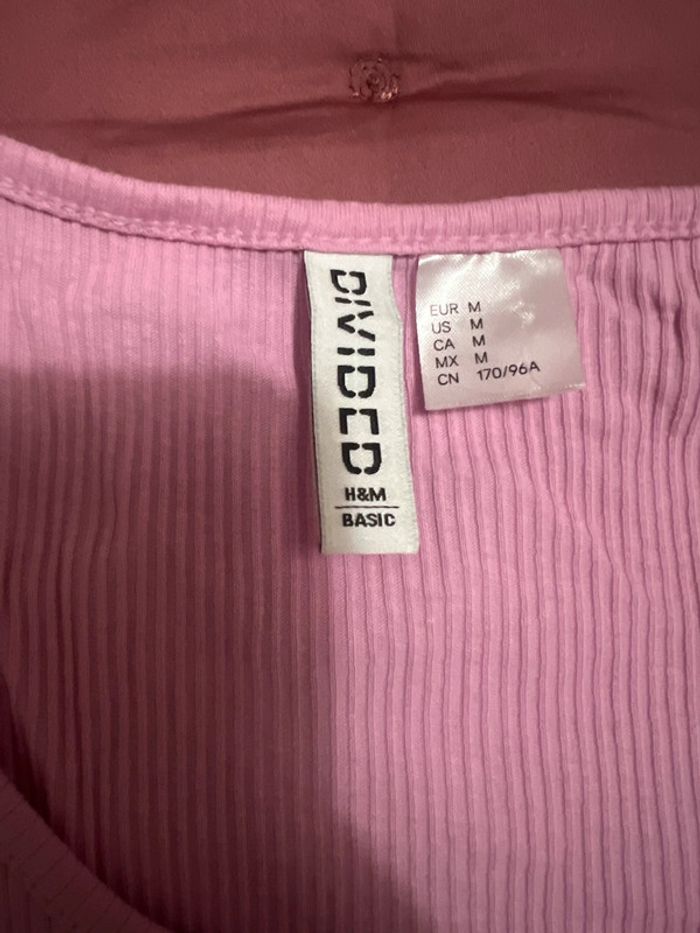 DIVIDED
H&M
BASIC
EUR M
US M
CA M
MX M
CN 170/96A